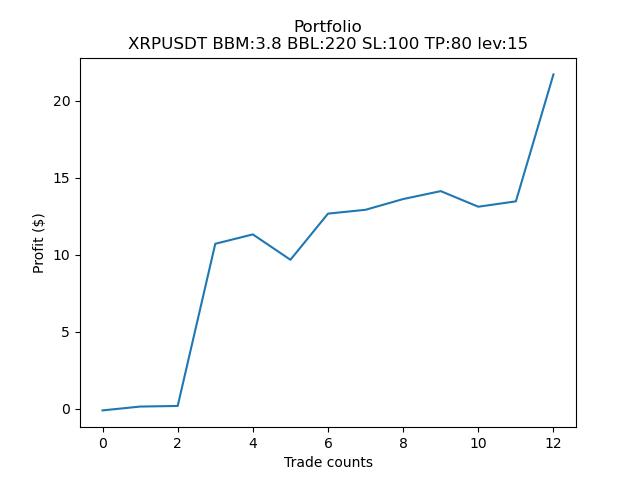 Portfolio
XRPUSDT BBM:3.8 BBL:220 SL:100 TP:80 lev:15
20
15
10
5
0
Profit ($)
0 2 4 6 8 10 12
Trade counts